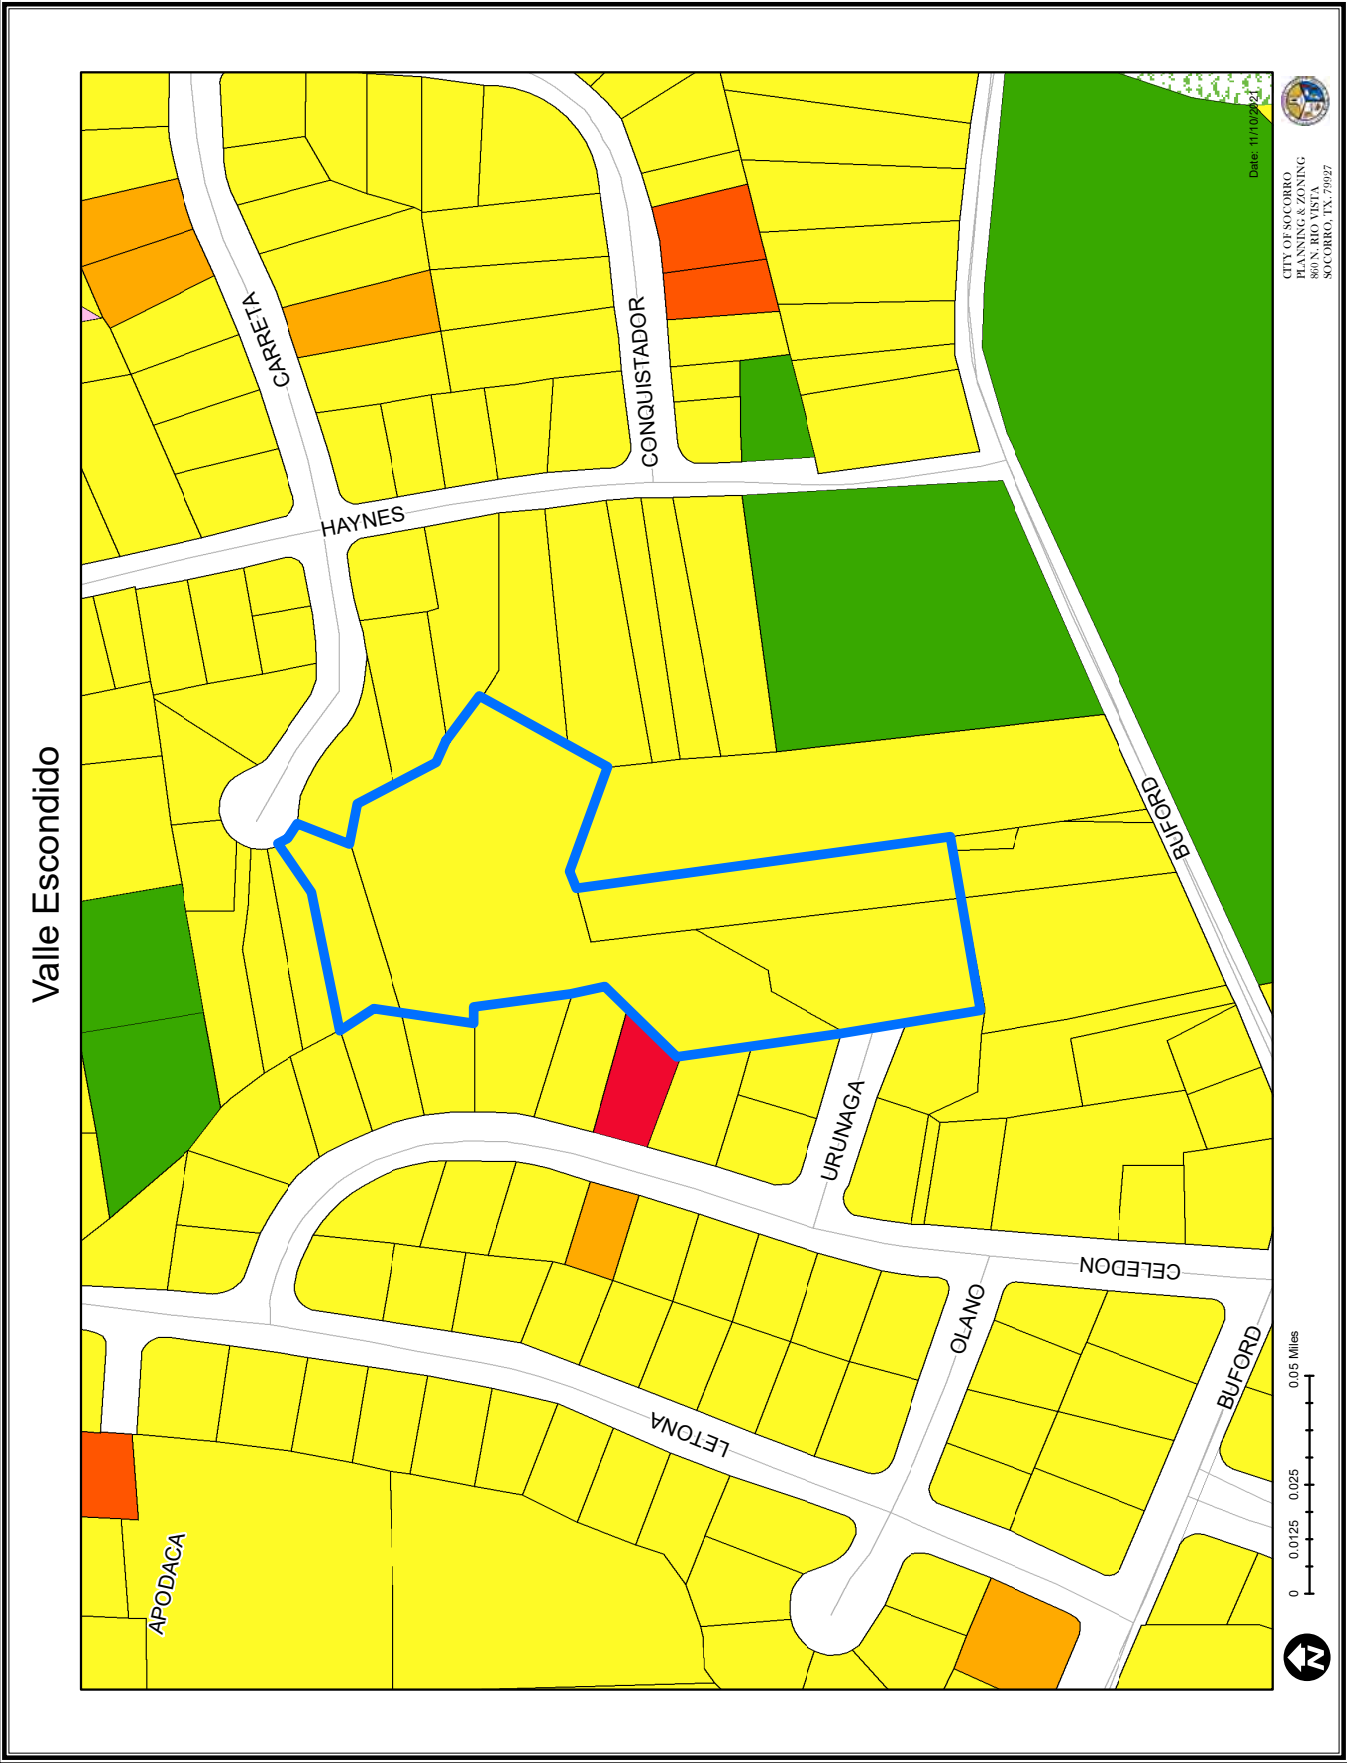 Valle Escondido
CARRETA
CONQUISTADOR
HAYNES
BUFORD
URUNAGA
CELEDON
OLANO
BUFORD
LETONA
APODACA
Date: 11/10/2021
CITY OF SOCORRO
PLANNING & ZONING
860 N. RIO VISTA
SOCORRO, TX. 79927
0 0.0125 0.025 0.05 Miles
N